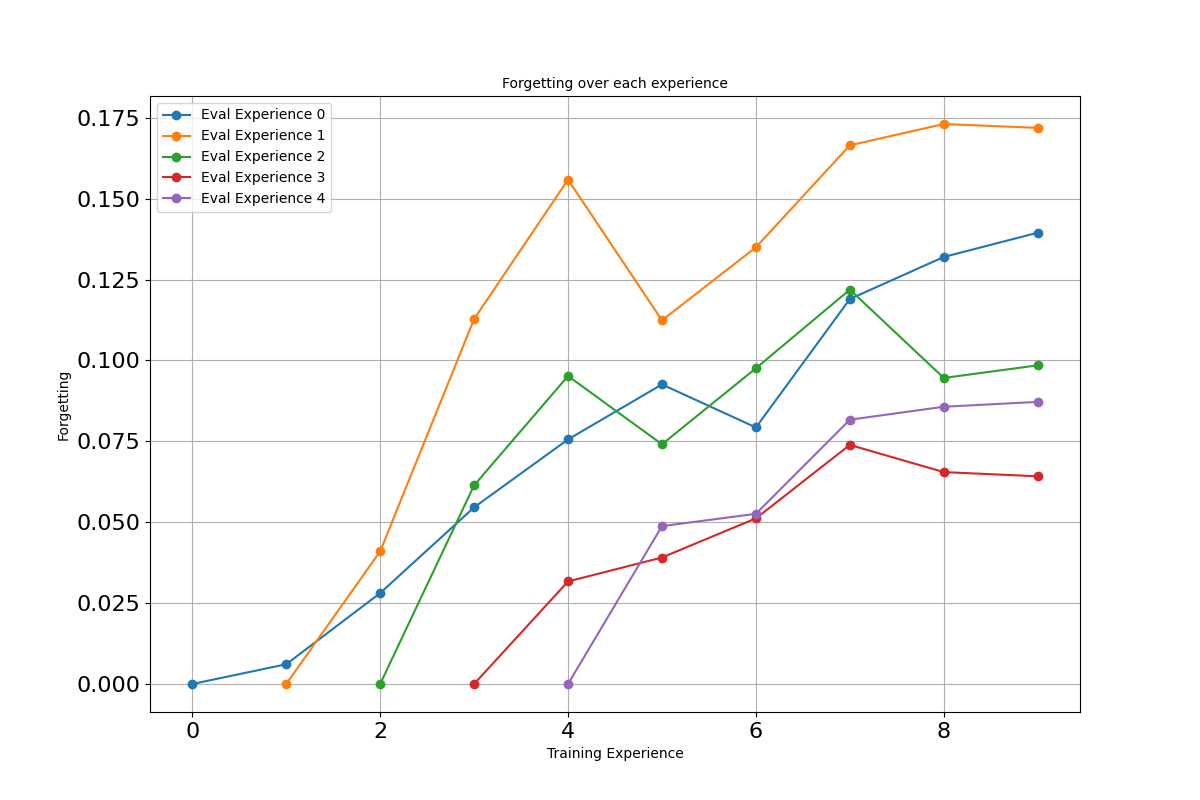 Forgetting over each experience
Eval Experience 0
Eval Experience 1
Eval Experience 2
Eval Experience 3
Eval Experience 4
0.175
0.150
0.125
0.100
0.075
0.050
0.025
0.000
Forgetting
0 2 4 6 8
Training Experience